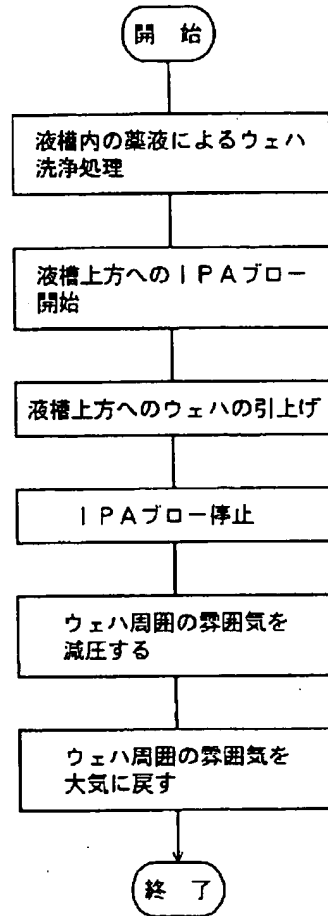 開　始
液槽内の薬液によるウェハ
洗浄処理
液槽上方へのＩＰＡブロー
開始
液槽上方へのウェハの引上げ
ＩＰＡブロー停止
ウェハ周囲の雰囲気を
減圧する
ウェハ周囲の雰囲気を
大気に戻す
終　了